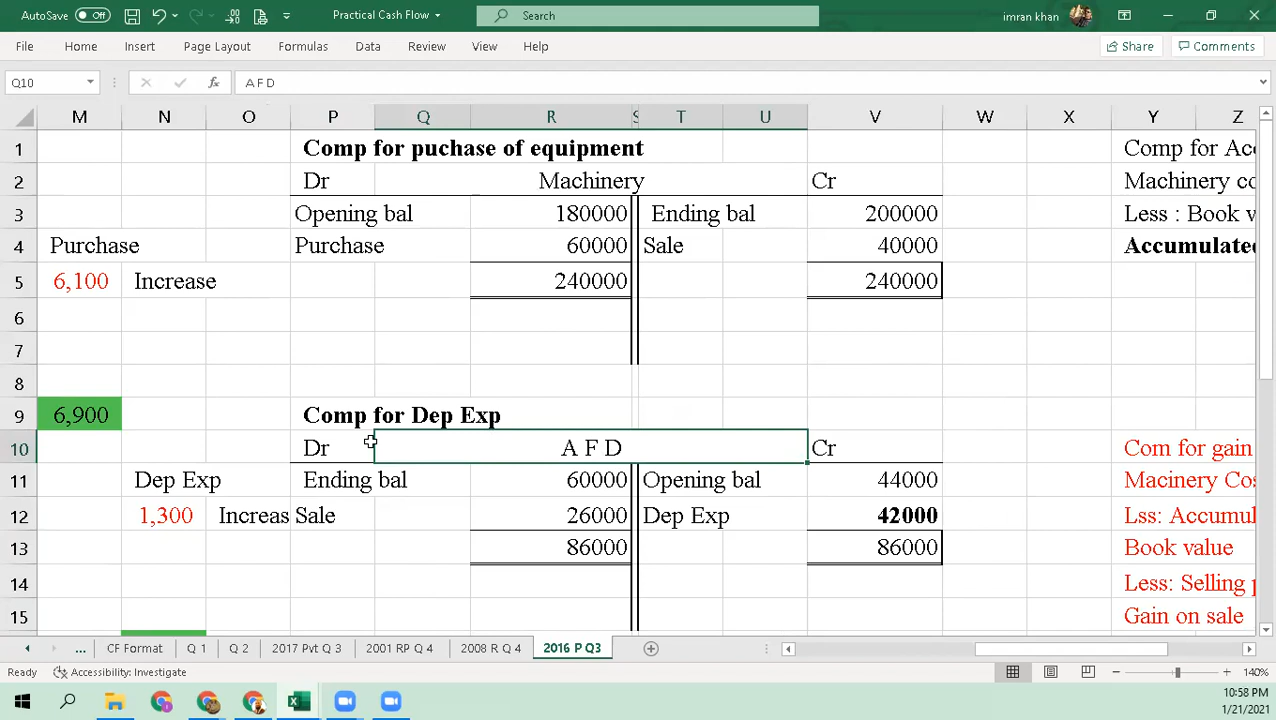 AutoSave Off Practical Cash Flow Search imran khan
File Home Insert Page Layout Formulas Data Review View Help Share Comments
Q10 fx A F D
M N O P Q R S T U V W X Y Z
1 Comp for puchase of equipment Comp for Acc
2 Dr Machinery Cr Machinery co
3 Opening bal 180000 Ending bal 200000 Less : Book v
4 Purchase Purchase 60000 Sale 40000 Accumulated
5 6,100 Increase 240000 240000
6
7
8
9 6,900 Comp for Dep Exp
10 Dr A F D Cr Com for gain
11 Dep Exp Ending bal 60000 Opening bal 44000 Macinery Cos
12 1,300 Increas Sale 26000 Dep Exp 42000 Lss: Accumul
13 86000 86000 Book value
14 Less: Selling p
15 Gain on sale
... CF Format Q 1 Q 2 2017 Pvt Q 3 2001 RP Q 4 2008 R Q 4 2016 P Q3
Ready Accessibility: Investigate 140%
10:58 PM
1/21/2021